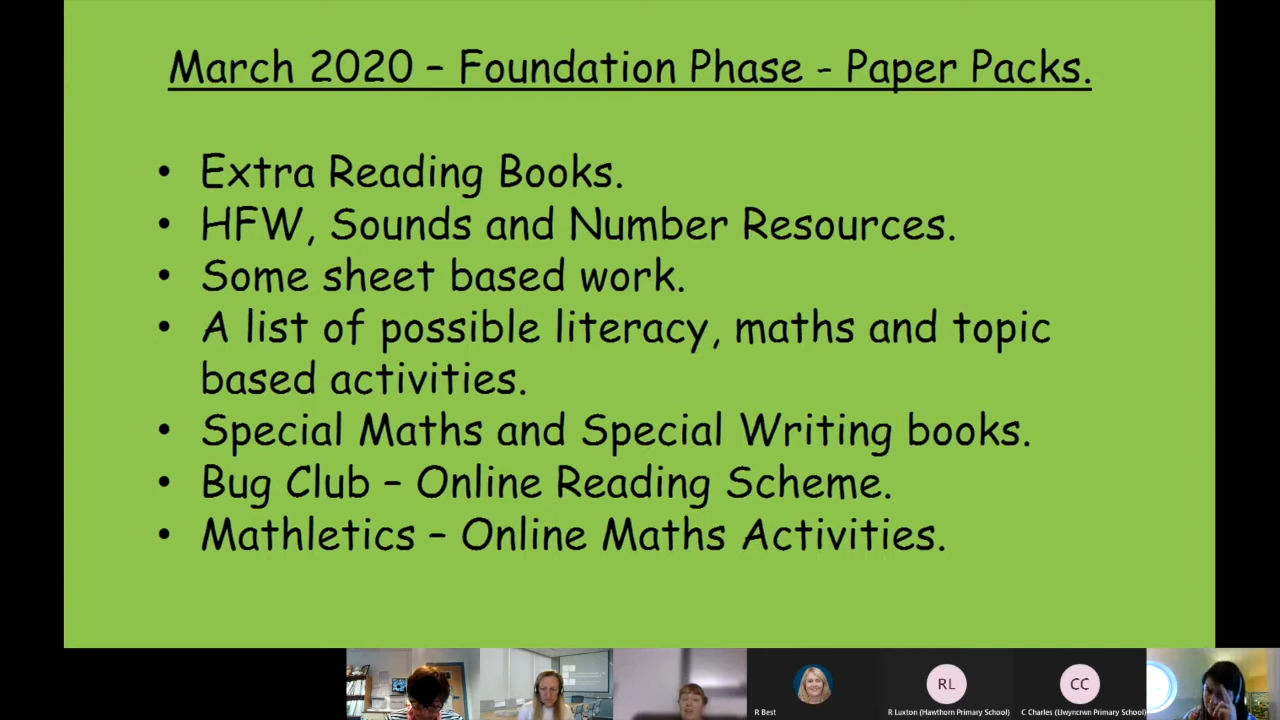 March 2020 – Foundation Phase - Paper Packs.
• Extra Reading Books.
• HFW, Sounds and Number Resources.
• Some sheet based work.
• A list of possible literacy, maths and topic
based activities.
• Special Maths and Special Writing books.
• Bug Club – Online Reading Scheme.
• Mathletics – Online Maths Activities.
RL
CC
R Best
R Luxton (Hawthorn Primary School)
C Charles (Llwyncrwn Primary School)